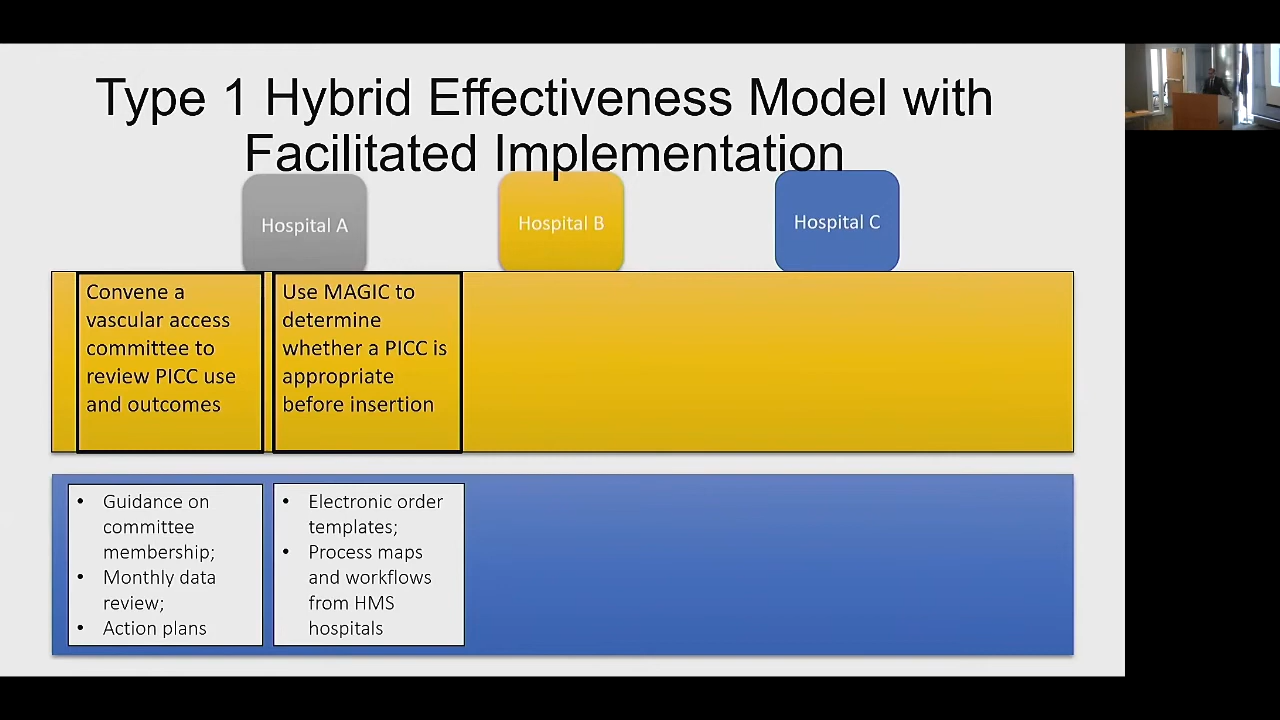 Type 1 Hybrid Effectiveness Model with
Facilitated Implementation
Hospital A
Hospital B
Hospital C
Convene a
vascular access
committee to
review PICC use
and outcomes
Use MAGIC to
determine
whether a PICC is
appropriate
before insertion
• Guidance on
committee
membership;
• Monthly data
review;
• Action plans
• Electronic order
templates;
• Process maps
and workflows
from HMS
hospitals